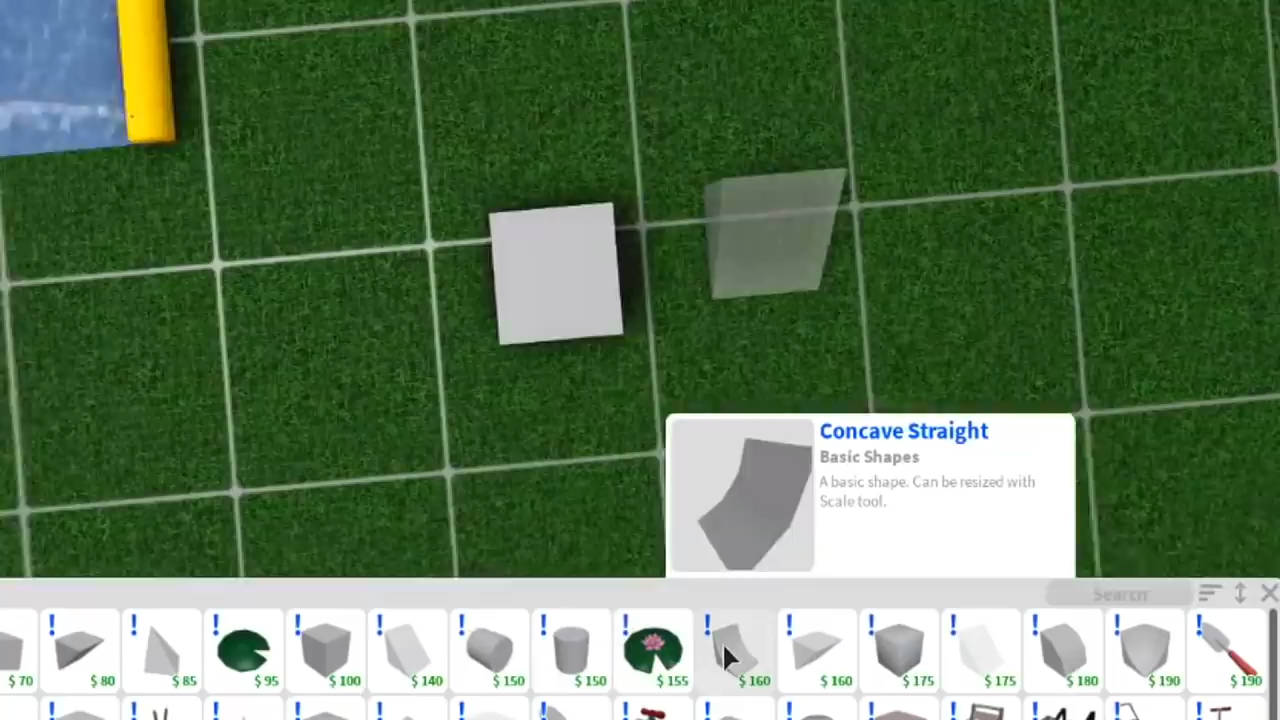 Concave Straight
Basic Shapes
A basic shape. Can be resized with
Scale tool.
Search
! ! ! ! ! ! ! ! ! ! ! ! ! ! !
$ 70 $ 80 $ 85 $ 95 $ 100 $ 140 $ 150 $ 150 $ 155 $ 160 $ 160 $ 175 $ 175 $ 180 $ 190 $ 190
! ! ! ! ! ! ! ! ! ! ! ! ! ! !